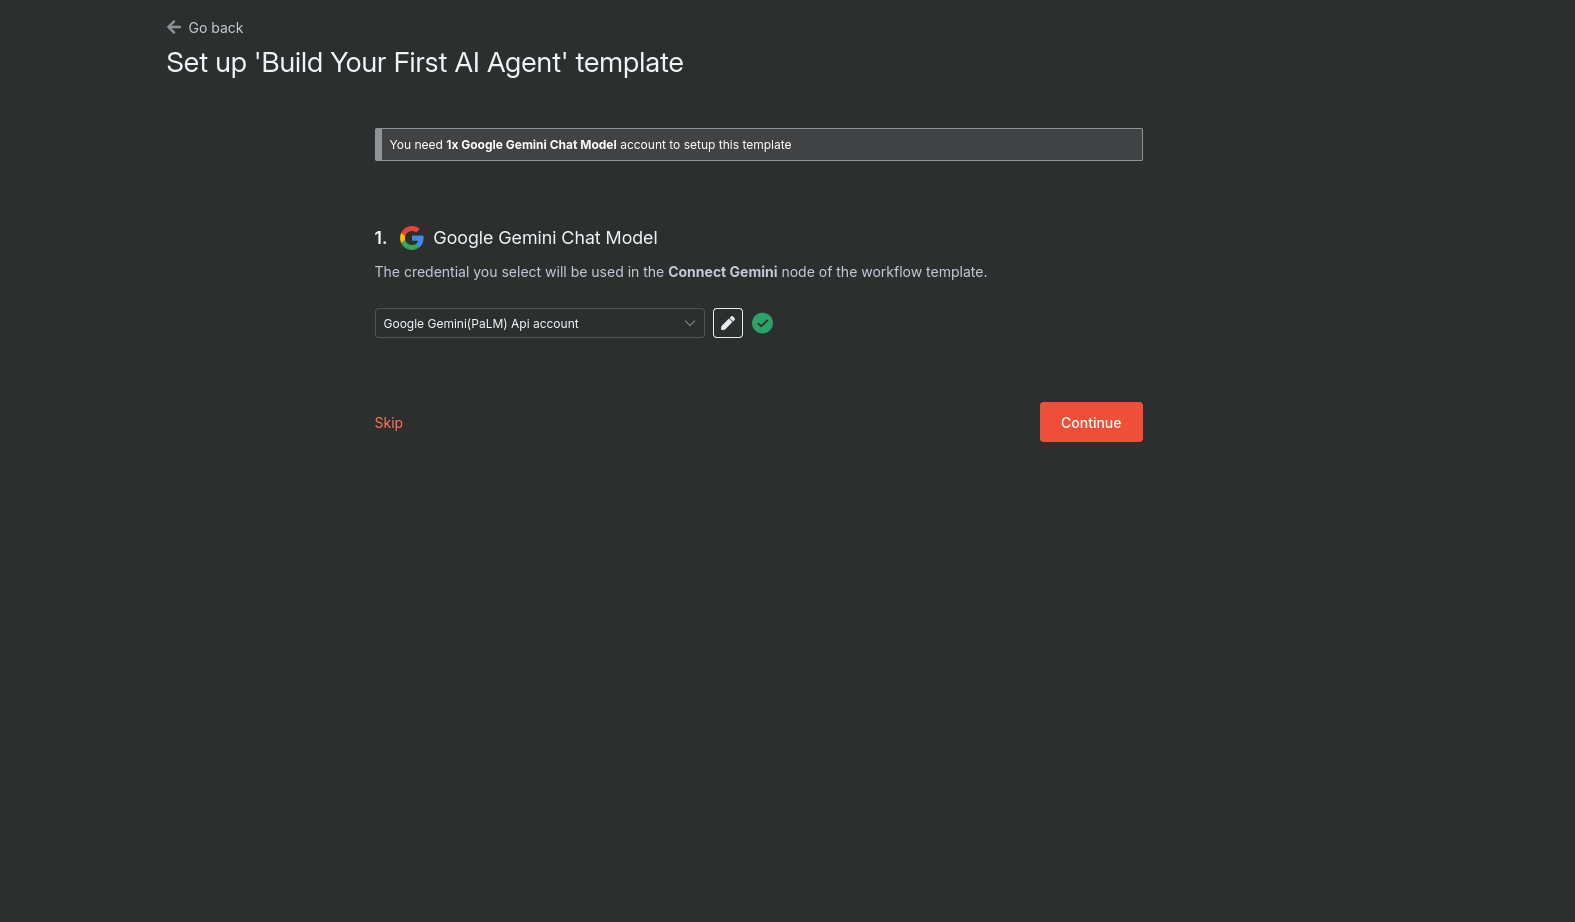 Go back
Set up 'Build Your First AI Agent' template
You need 1x Google Gemini Chat Model account to setup this template
1. Google Gemini Chat Model
The credential you select will be used in the Connect Gemini node of the workflow template.
Google Gemini(PaLM) Api account
Skip
Continue